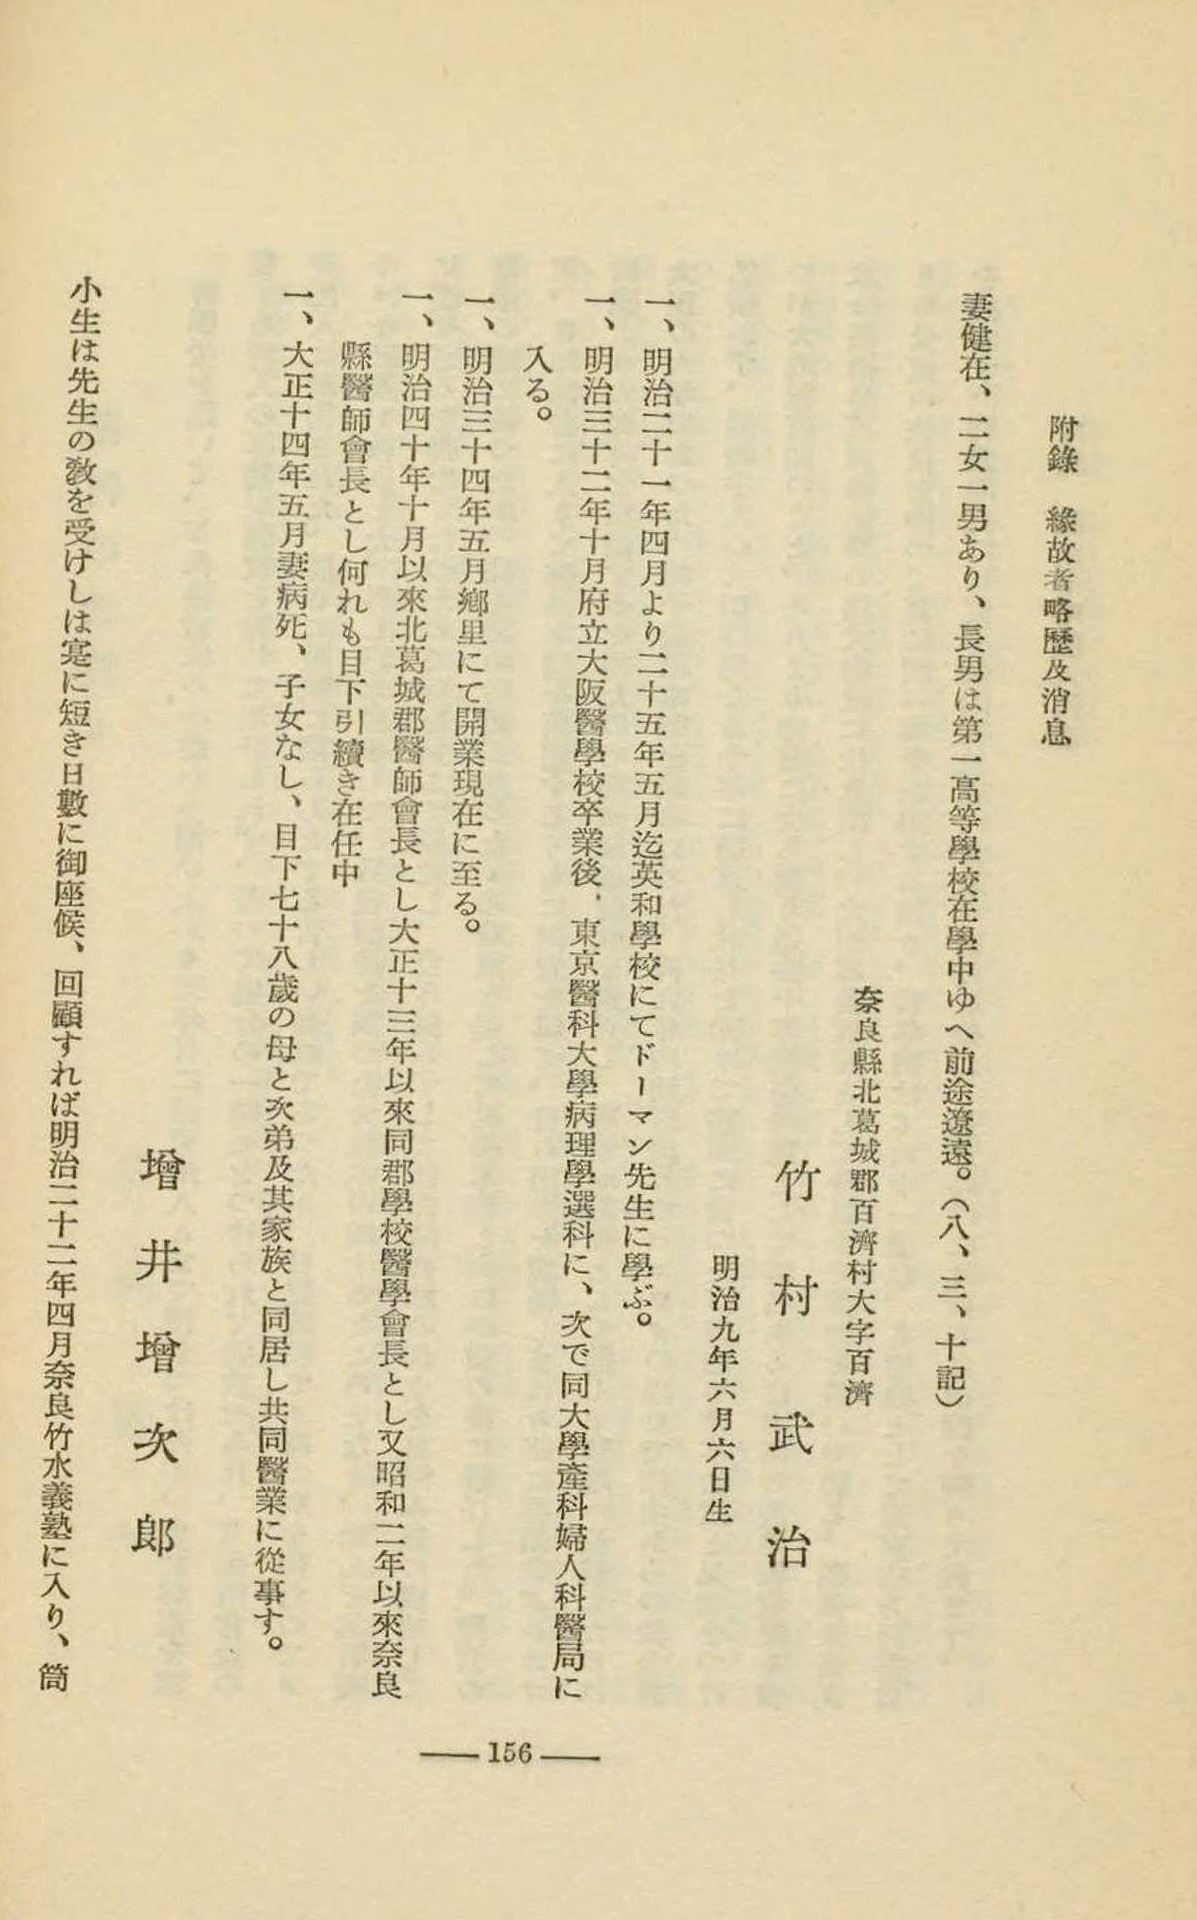 附錄　緣故者略歷及消息
妻健在、二女一男あり、長男は第一高等學校在學中ゆへ前途遼遠。（八、三、十記）
奈良縣北葛城郡百濟村大字百濟
竹村武治
明治九年六月六日生
一、明治二十一年四月より二十五年五月迄英和學校にてドーマン先生に學ぶ。
一、明治三十二年十月府立大阪醫學校卒業後、東京醫科大學病理學選科に、次で同大學產科婦人科醫局に
入る。
一、明治三十四年五月鄕里にて開業現在に至る。
一、明治四十年十月以來北葛城郡醫師會長とし大正十三年以來同郡學校醫學會長とし又昭和二年以來奈良
縣醫師會長とし何れも目下引續き在任中
一、大正十四年五月妻病死、子女なし、目下七十八歲の母と次弟及其家族と同居し共同醫業に從事す。
增井增次郎
小生は先生の敎を受けしは寔に短き日數に御座候、回顧すれば明治二十二年四月奈良竹水義塾に入り、筒
156